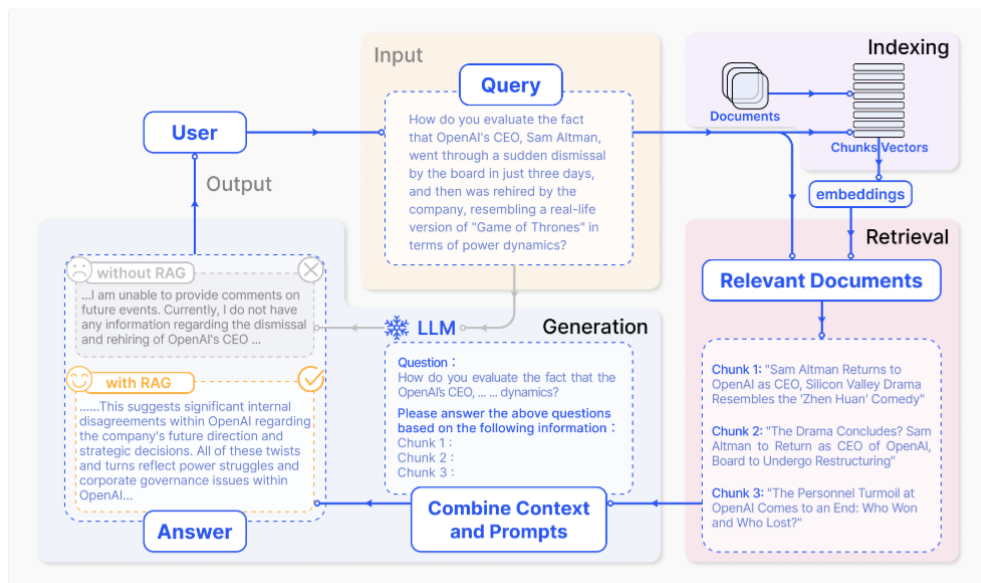 Input
Query
How do you evaluate the fact
that OpenAI's CEO, Sam Altman,
went through a sudden dismissal
by the board in just three days,
and then was rehired by the
company, resembling a real-life
version of "Game of Thrones" in
terms of power dynamics?
Indexing
Documents
Chunks Vectors
embeddings
User
Output
Retrieval
Relevant Documents
Chunk 1: "Sam Altman Returns to
OpenAI as CEO, Silicon Valley Drama
Resembles the 'Zhen Huan' Comedy"
Chunk 2: "The Drama Concludes? Sam
Altman to Return as CEO of OpenAI,
Board to Undergo Restructuring"
Chunk 3: "The Personnel Turmoil at
OpenAI Comes to an End: Who Won
and Who Lost?"
Generation
LLM
Question :
How do you evaluate the fact that the
OpenAI's CEO, ... ... dynamics?
Please answer the above questions
based on the following information :
Chunk 1 :
Chunk 2 :
Chunk 3 :
Combine Context
and Prompts
without RAG
...I am unable to provide comments on
future events. Currently, I do not have
any information regarding the dismissal
and rehiring of OpenAI's CEO ...
with RAG
......This suggests significant internal
disagreements within OpenAI regarding
the company's future direction and
strategic decisions. All of these twists
and turns reflect power struggles and
corporate governance issues within
OpenAI...
Answer